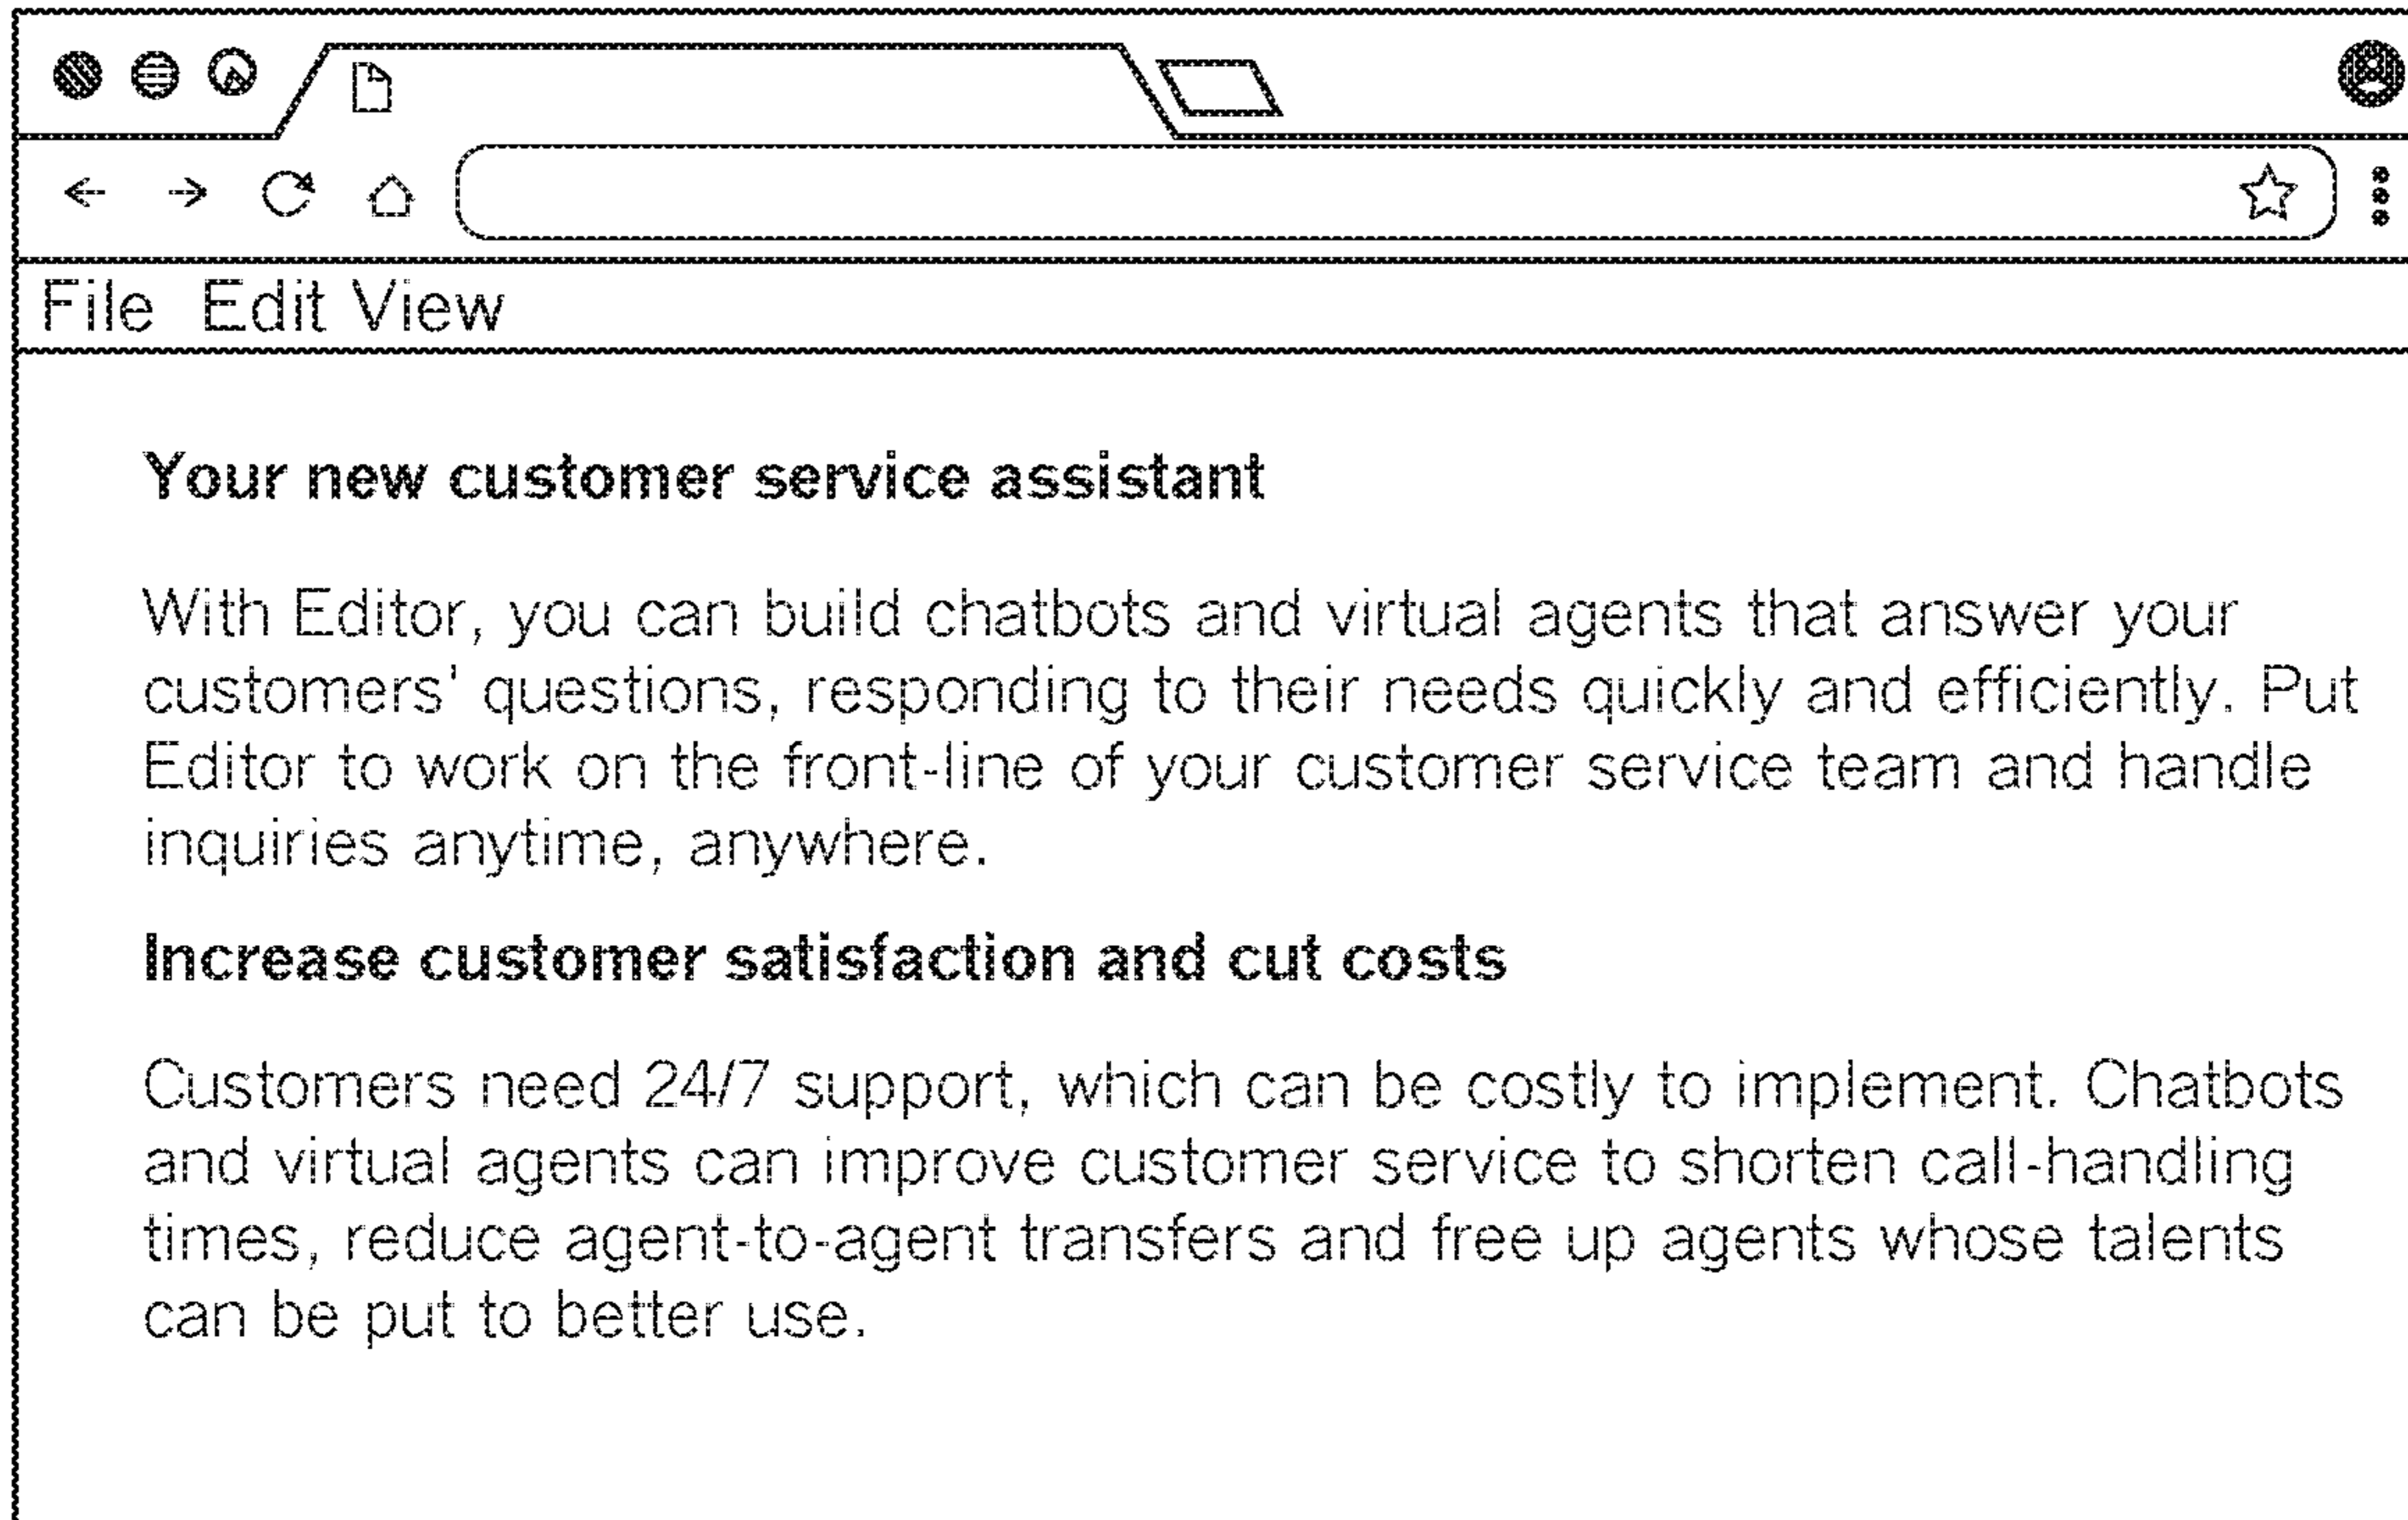 File Edit View
Your new customer service assistant
With Editor, you can build chatbots and virtual agents that answer your
customers' questions, responding to their needs quickly and efficiently. Put
Editor to work on the front-line of your customer service team and handle
inquiries anytime, anywhere.
Increase customer satisfaction and cut costs
Customers need 24/7 support, which can be costly to implement. Chatbots
and virtual agents can improve customer service to shorten call-handling
times, reduce agent-to-agent transfers and free up agents whose talents
can be put to better use.